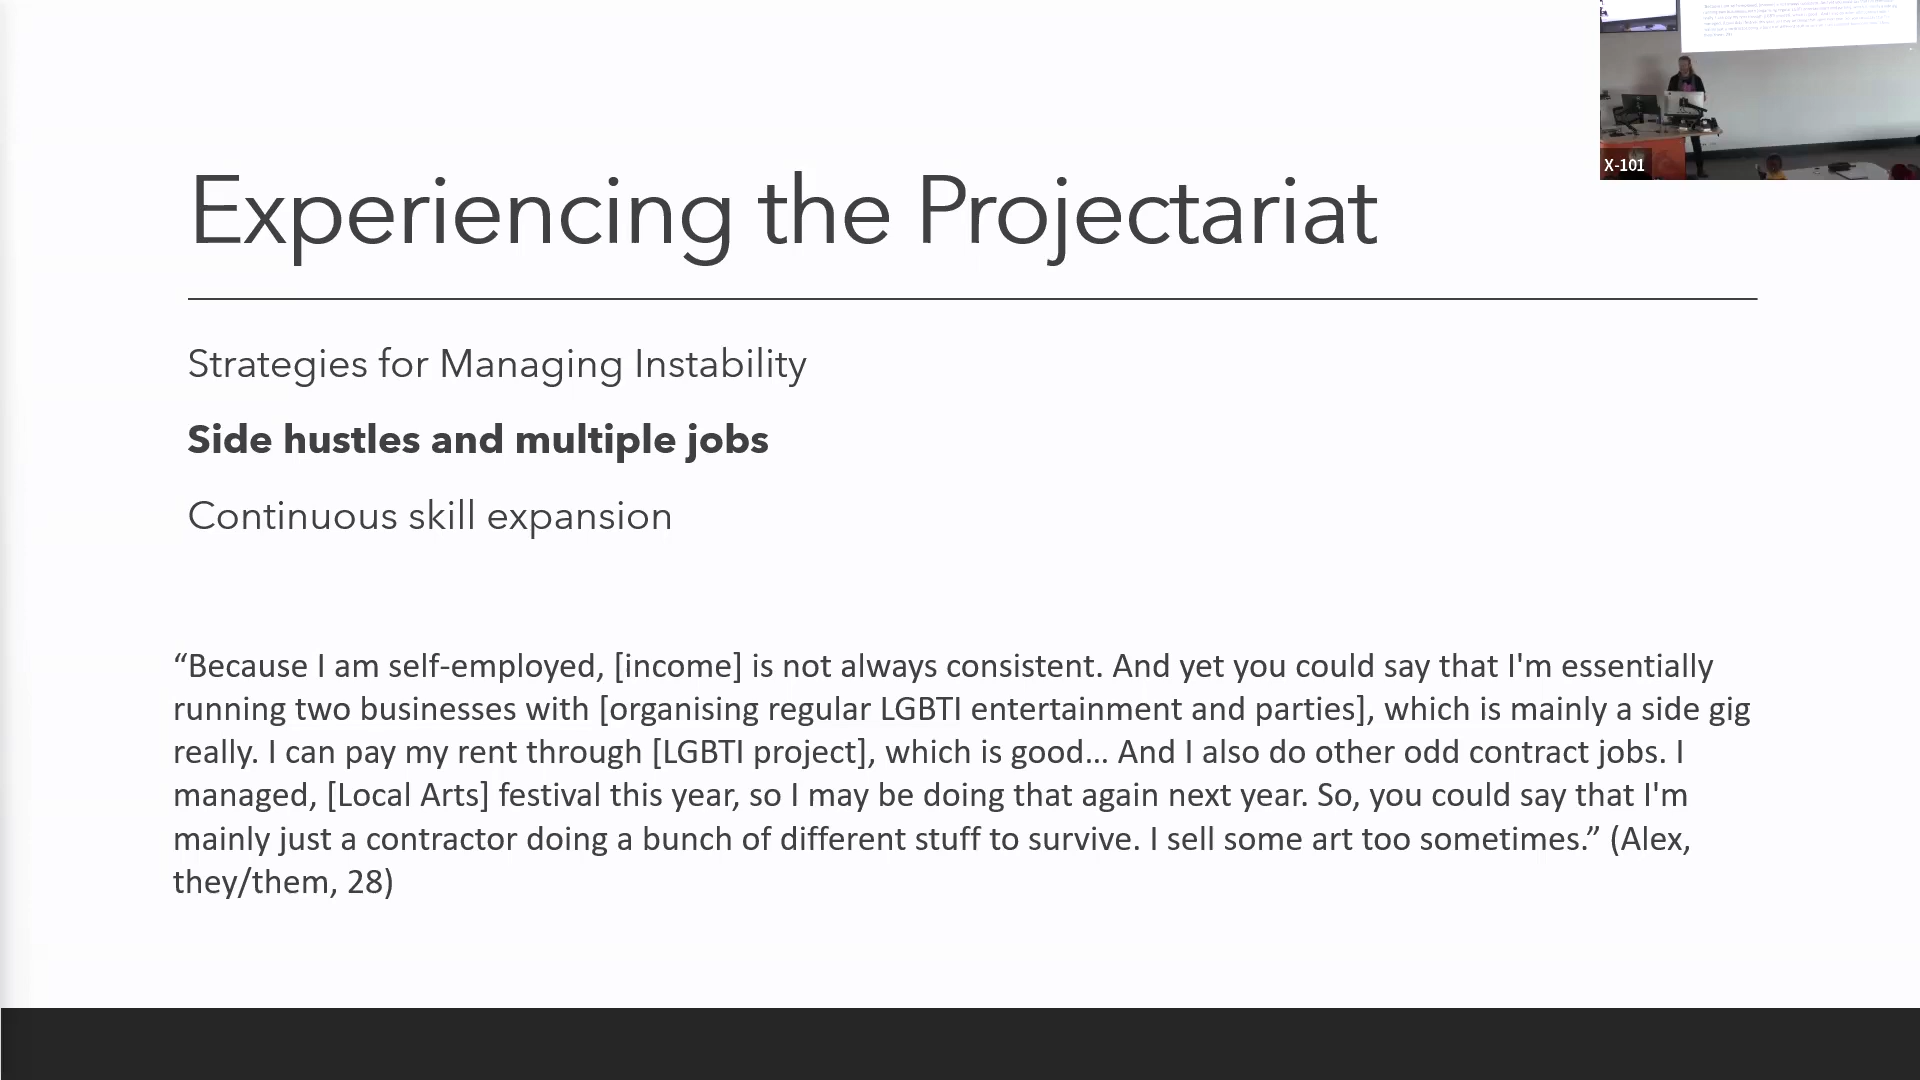 Experiencing the Projectariat
Strategies for Managing Instability
Side hustles and multiple jobs
Continuous skill expansion
“Because I am self-employed, [income] is not always consistent. And yet you could say that I'm essentially
running two businesses with [organising regular LGBTI entertainment and parties], which is mainly a side gig
really. I can pay my rent through [LGBTI project], which is good… And I also do other odd contract jobs. I
managed, [Local Arts] festival this year, so I may be doing that again next year. So, you could say that I'm
mainly just a contractor doing a bunch of different stuff to survive. I sell some art too sometimes.” (Alex,
they/them, 28)
X-101